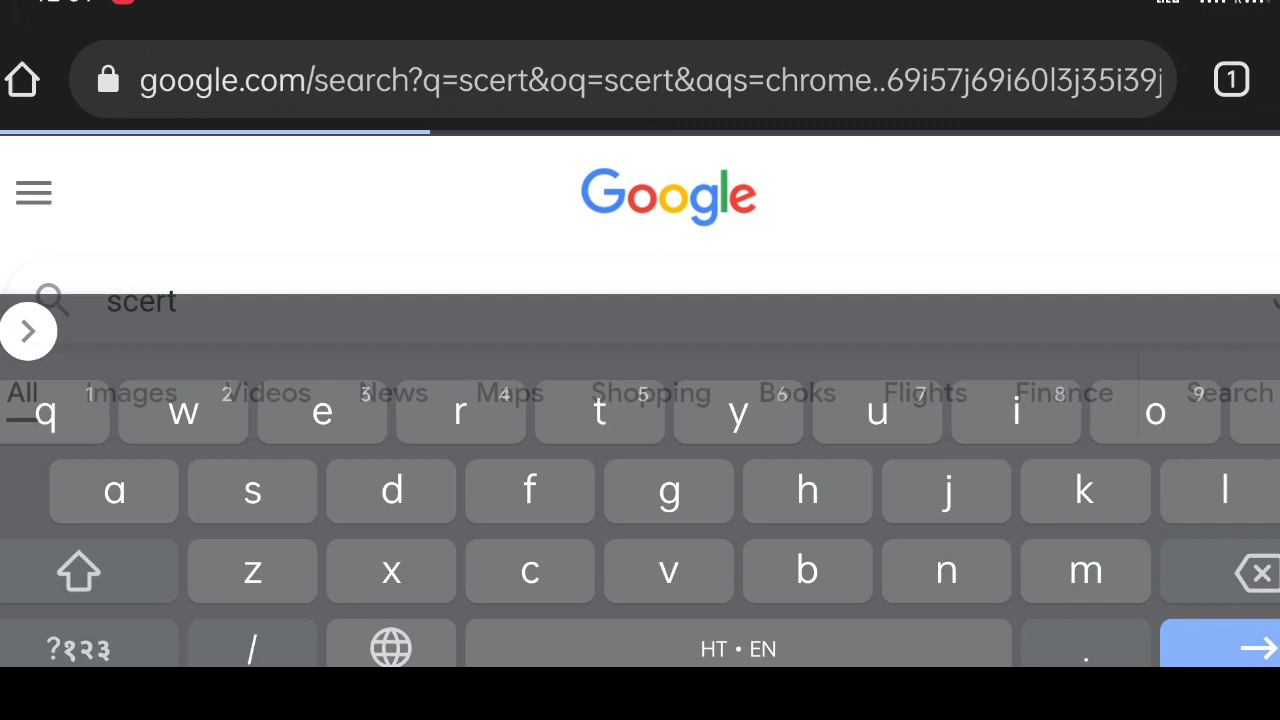 google.com/search?q=scert&oq=scert&aqs=chrome..69i57j69i60l3j35i39j
1
Google
scert
All Images Videos News Maps Shopping Books Flights Finance Search
1 2 3 4 5 6 7 8 9
q w e r t y u i o
a s d f g h j k l
z x c v b n m
?१२३ / HT • EN .